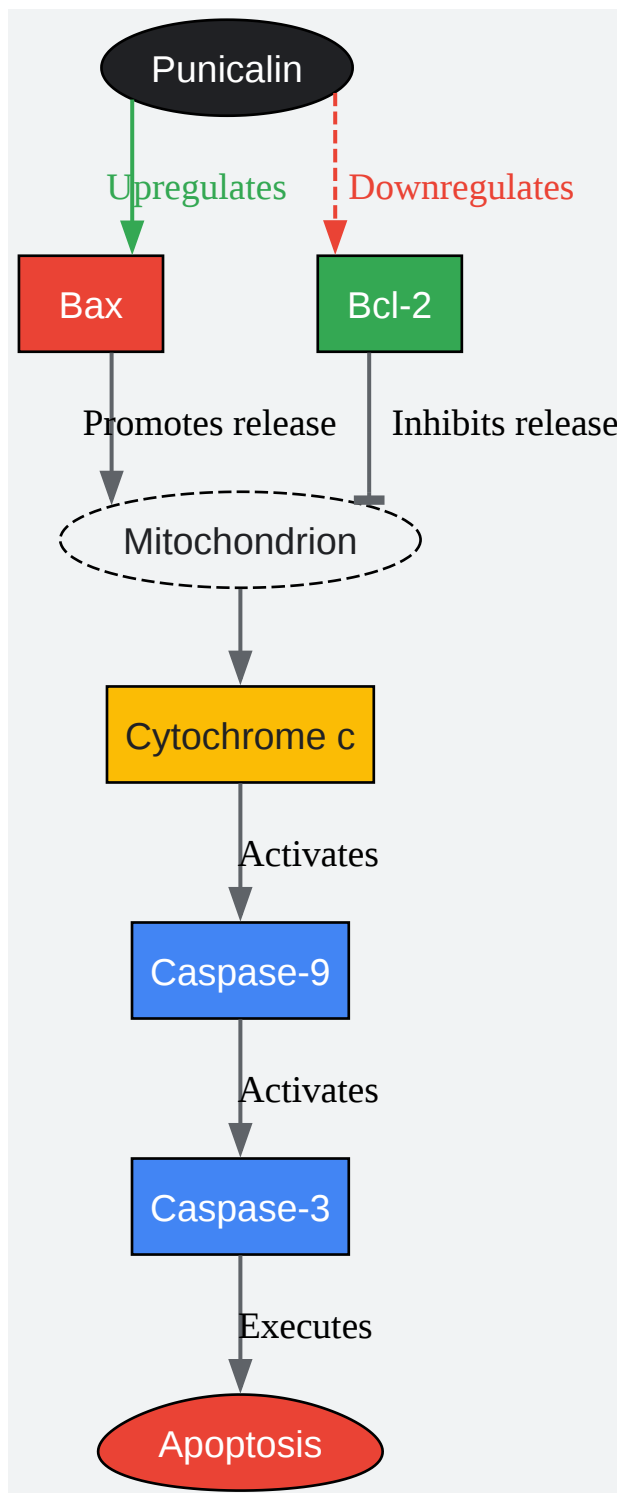 Punicalin
Upregulates
Downregulates
Bax
Bcl-2
Promotes release
Inhibits release
Mitochondrion
Cytochrome c
Activates
Caspase-9
Activates
Caspase-3
Executes
Apoptosis